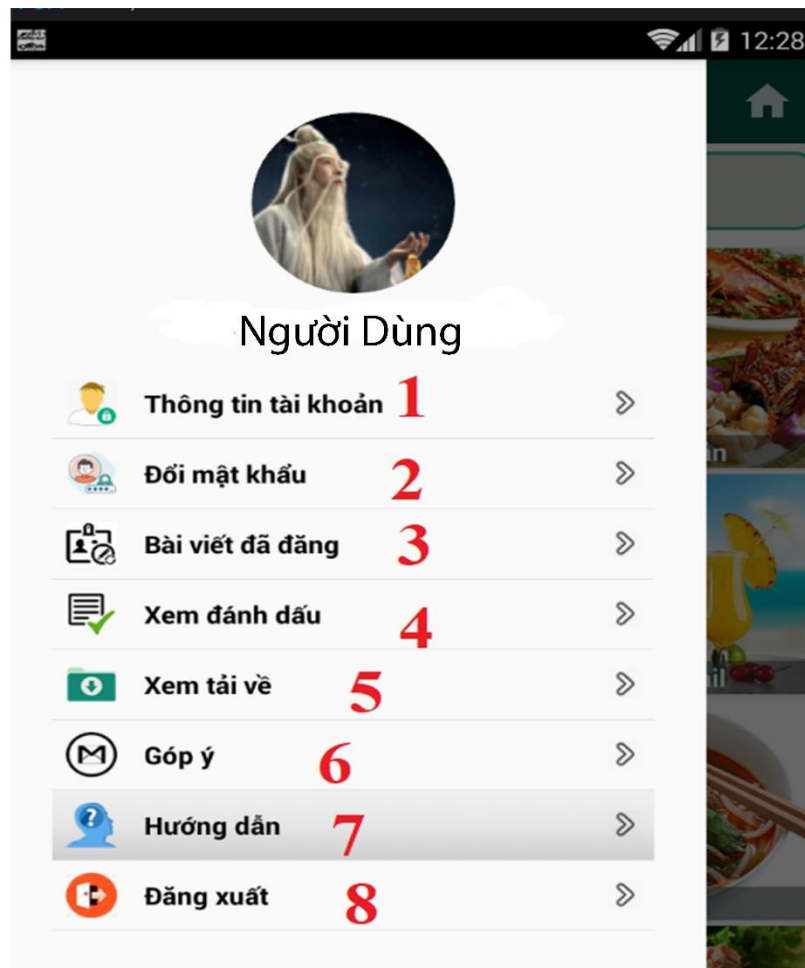 12:28
Người Dùng
Thông tin tài khoản 1
Đổi mật khẩu 2
Bài viết đã đăng 3
Xem đánh dấu 4
Xem tải về 5
Góp ý 6
Hướng dẫn 7
Đăng xuất 8